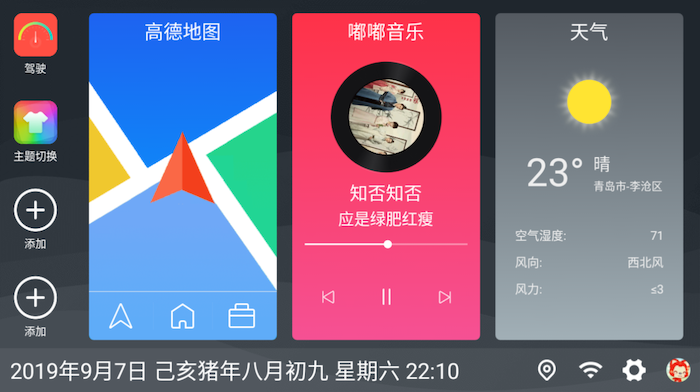 驾驶
主题切换
添加
添加
高德地图
嘟嘟音乐
知否知否
应是绿肥红瘦
天气
23° 晴
青岛市-李沧区
空气湿度: 71
风向: 西北风
风力: ≤3
2019年9月7日 己亥猪年八月初九 星期六 22:10